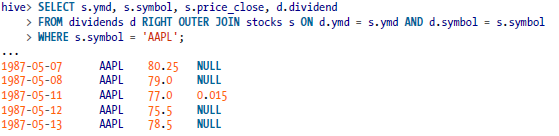 hive> SELECT s.ymd, s.symbol, s.price_close, d.dividend
> FROM dividends d RIGHT OUTER JOIN stocks s ON d.ymd = s.ymd AND d.symbol = s.symbol
> WHERE s.symbol = 'AAPL';
...
1987-05-07 AAPL 80.25 NULL
1987-05-08 AAPL 79.0 NULL
1987-05-11 AAPL 77.0 0.015
1987-05-12 AAPL 75.5 NULL
1987-05-13 AAPL 78.5 NULL